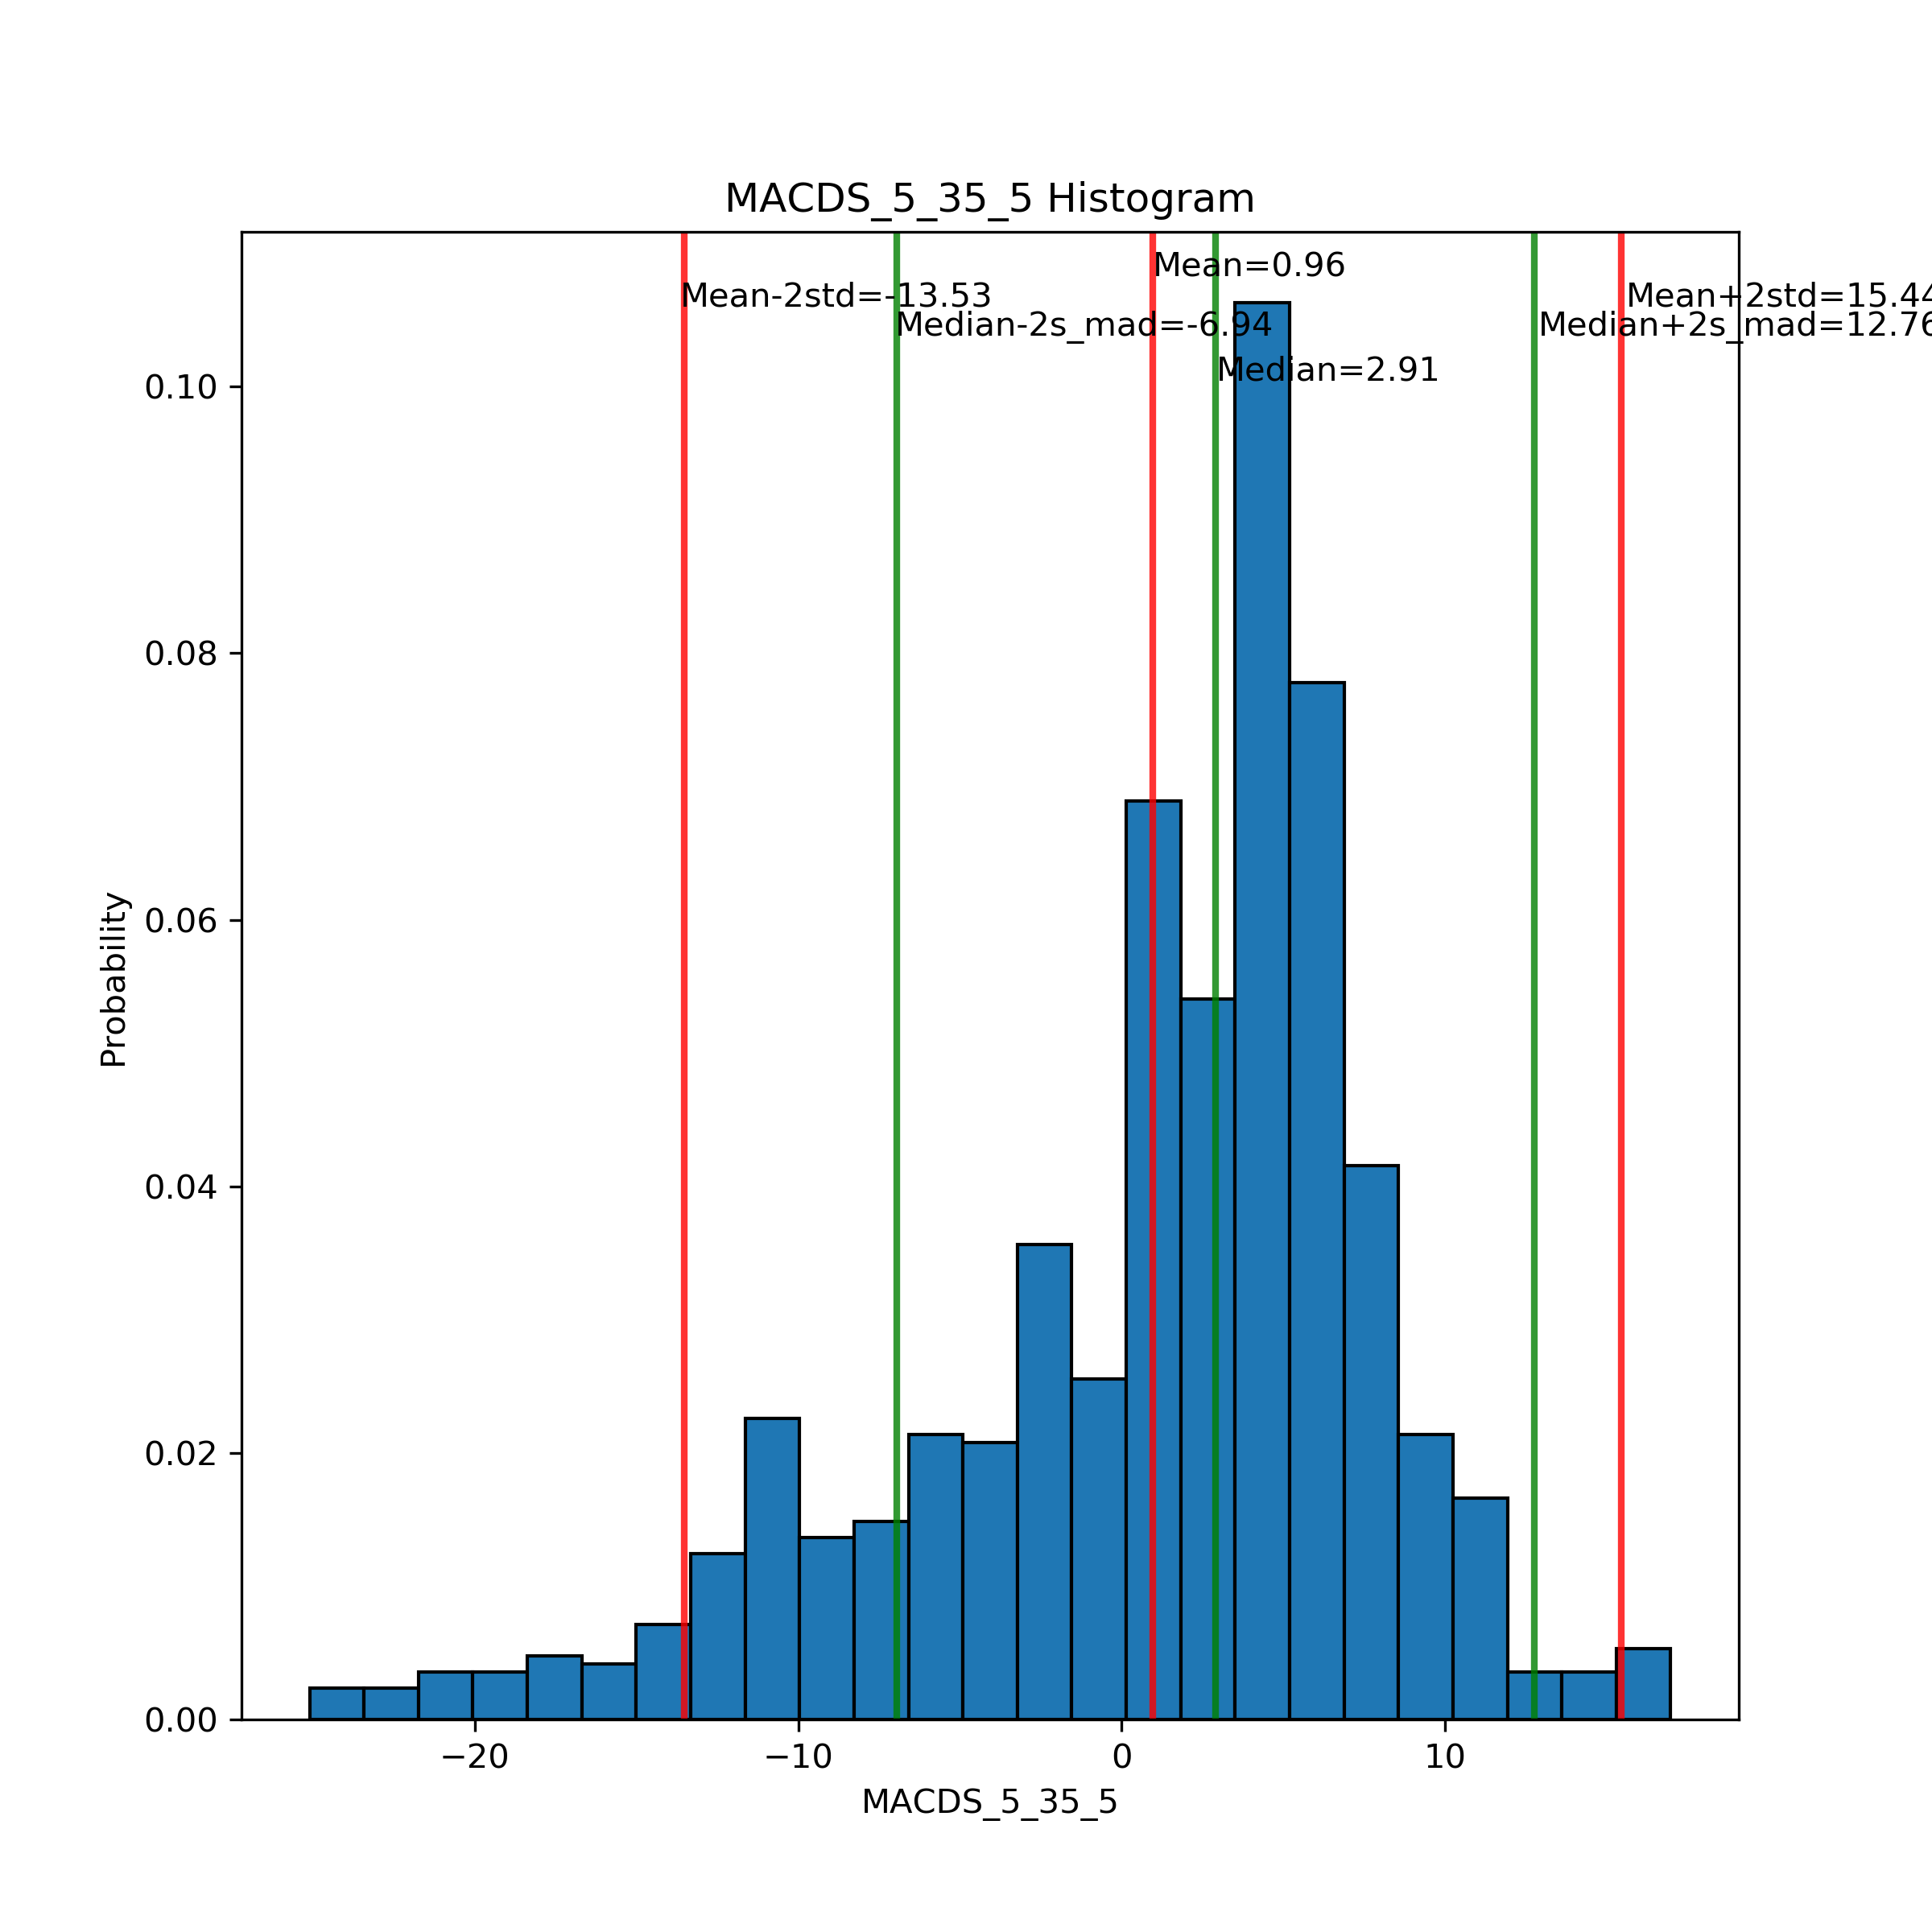 MACDS_5_35_5 Histogram
Mean=0.96
Mean-2std=-13.53
Mean+2std=15.44
Median-2s_mad=-6.94
Median+2s_mad=12.76
Median=2.91
0.10
0.08
0.06
0.04
0.02
0.00
Probability
−20 −10 0 10
MACDS_5_35_5